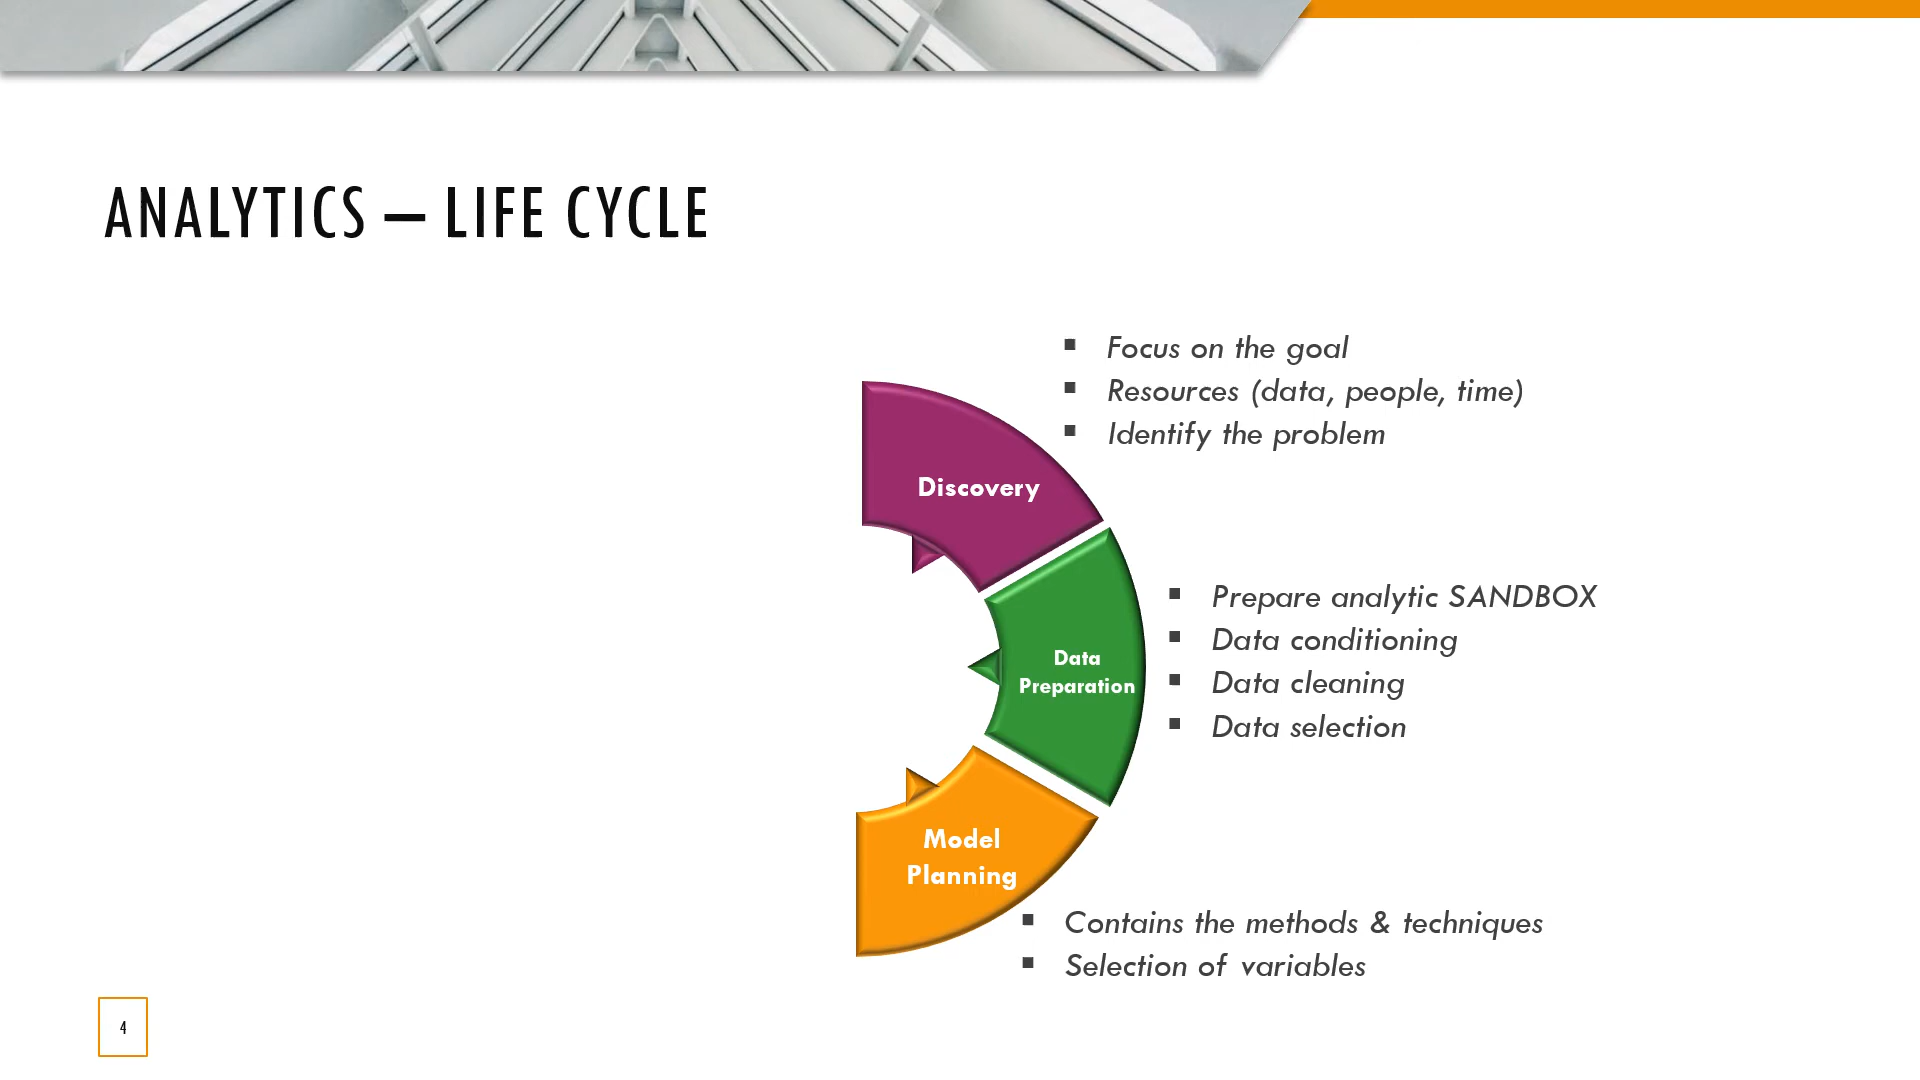 ANALYTICS – LIFE CYCLE
▪ Focus on the goal
▪ Resources (data, people, time)
▪ Identify the problem
Discovery
▪ Prepare analytic SANDBOX
▪ Data conditioning
▪ Data cleaning
▪ Data selection
Data
Preparation
Model
Planning
▪ Contains the methods & techniques
▪ Selection of variables
4